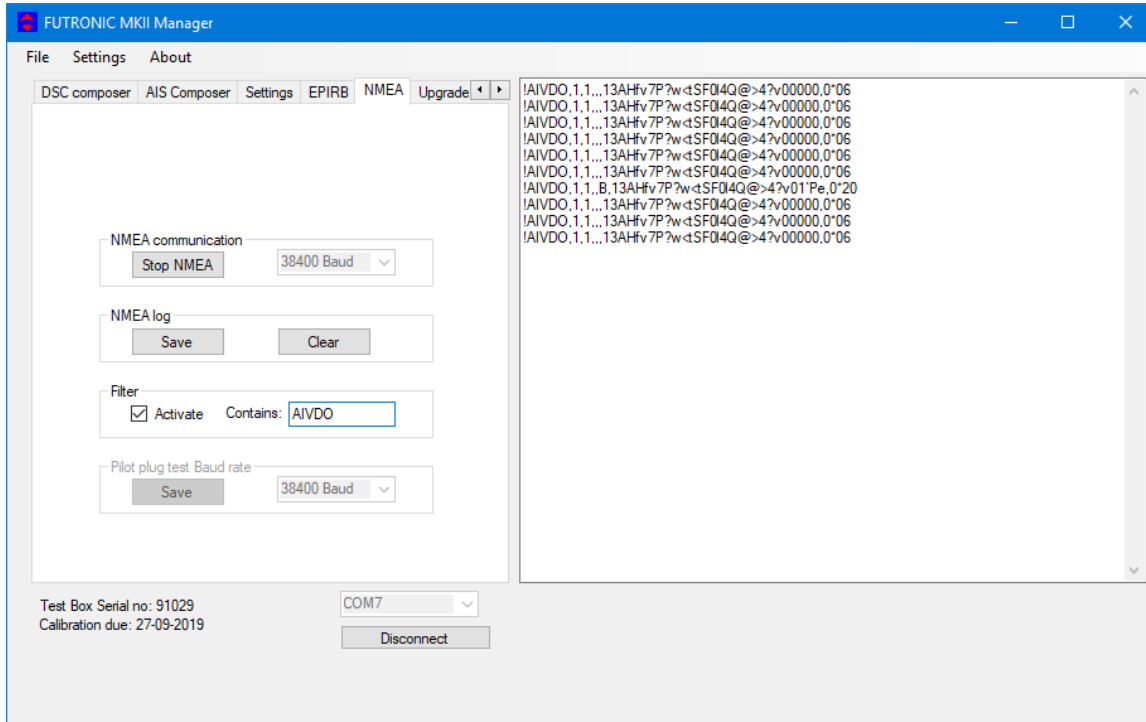 FUTRONIC MKII Manager
File Settings About
DSC composer AIS Composer Settings EPIRB NMEA Upgrade
NMEA communication
Stop NMEA 38400 Baud
NMEA log
Save Clear
Filter
Activate Contains: AIVDO
Pilot plug test Baud rate
Save 38400 Baud
!AIVDO,1,1,,,13AHfv7P?w<tSF0l4Q@>4?v00000,0*06
!AIVDO,1,1,,,13AHfv7P?w<tSF0l4Q@>4?v00000,0*06
!AIVDO,1,1,,,13AHfv7P?w<tSF0l4Q@>4?v00000,0*06
!AIVDO,1,1,,,13AHfv7P?w<tSF0l4Q@>4?v00000,0*06
!AIVDO,1,1,,,13AHfv7P?w<tSF0l4Q@>4?v00000,0*06
!AIVDO,1,1,,,13AHfv7P?w<tSF0l4Q@>4?v00000,0*06
!AIVDO,1,1,,B,13AHfv7P?w<tSF0l4Q@>4?v01`Pe,0*20
!AIVDO,1,1,,,13AHfv7P?w<tSF0l4Q@>4?v00000,0*06
!AIVDO,1,1,,,13AHfv7P?w<tSF0l4Q@>4?v00000,0*06
!AIVDO,1,1,,,13AHfv7P?w<tSF0l4Q@>4?v00000,0*06
Test Box Serial no: 91029
Calibration due: 27-09-2019
COM7
Disconnect